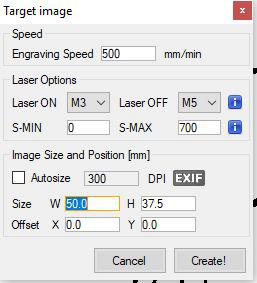 Target image x
Speed
Engraving Speed 500 mm/min
Laser Options
Laser ON M3 Laser OFF M5 i
S-MIN 0 S-MAX 700 i
Image Size and Position [mm]
Autosize 300 DPI EXIF
Size W 50.0 H 37.5
Offset X 0.0 Y 0.0
Cancel Create!